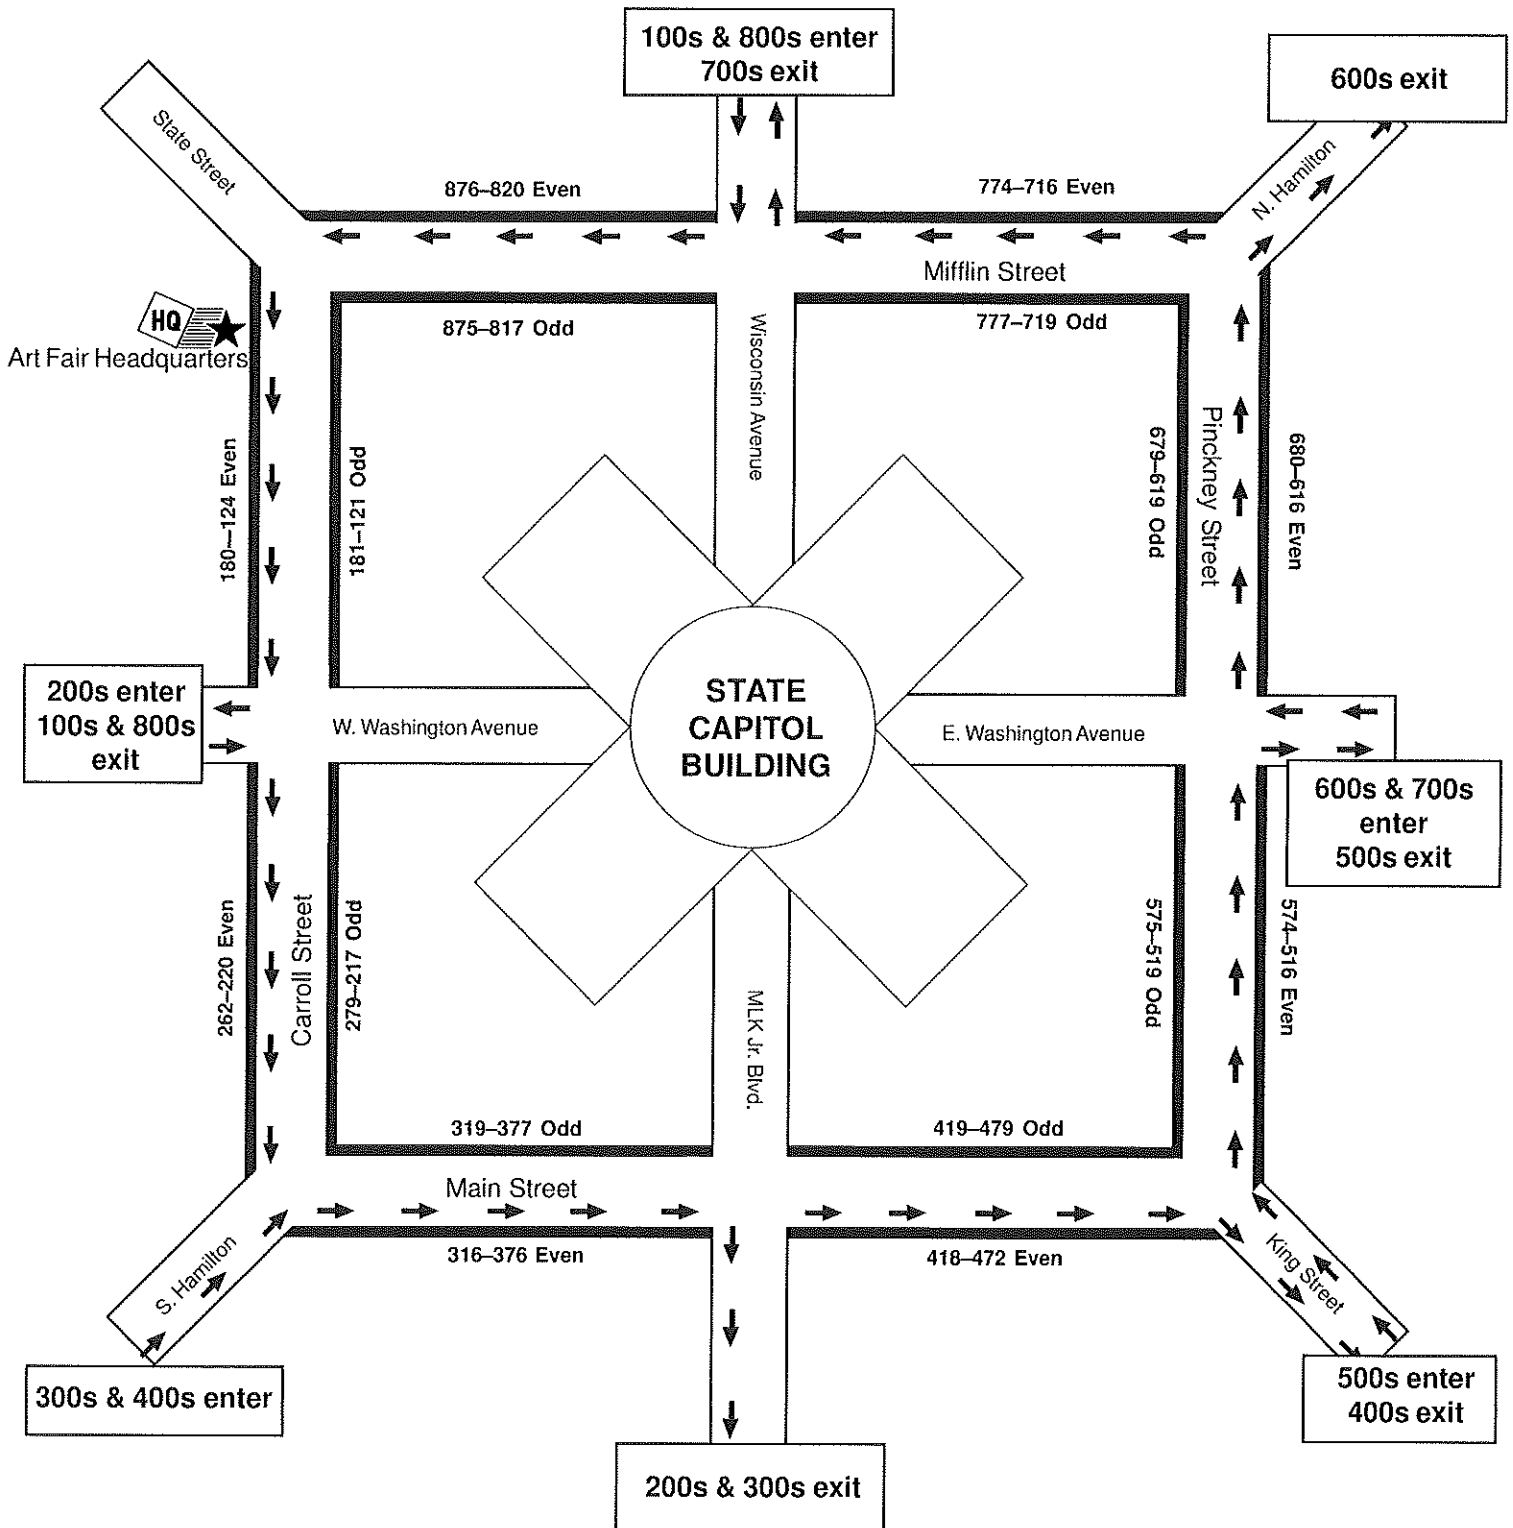 100s & 800s enter
700s exit
600s exit
State Street
N. Hamilton
876–820 Even
774–716 Even
Mifflin Street
875–817 Odd
777–719 Odd
HQ
Art Fair Headquarters
Wisconsin Avenue
180–124 Even
181–121 Odd
679–619 Odd
Pinckney Street
680–616 Even
200s enter
100s & 800s
exit
W. Washington Avenue
STATE
CAPITOL
BUILDING
E. Washington Avenue
600s & 700s
enter
500s exit
262–220 Even
Carroll Street
279–217 Odd
MLK Jr. Blvd.
575–519 Odd
574–516 Even
319–377 Odd
419–479 Odd
Main Street
316–376 Even
418–472 Even
S. Hamilton
King Street
300s & 400s enter
500s enter
400s exit
200s & 300s exit